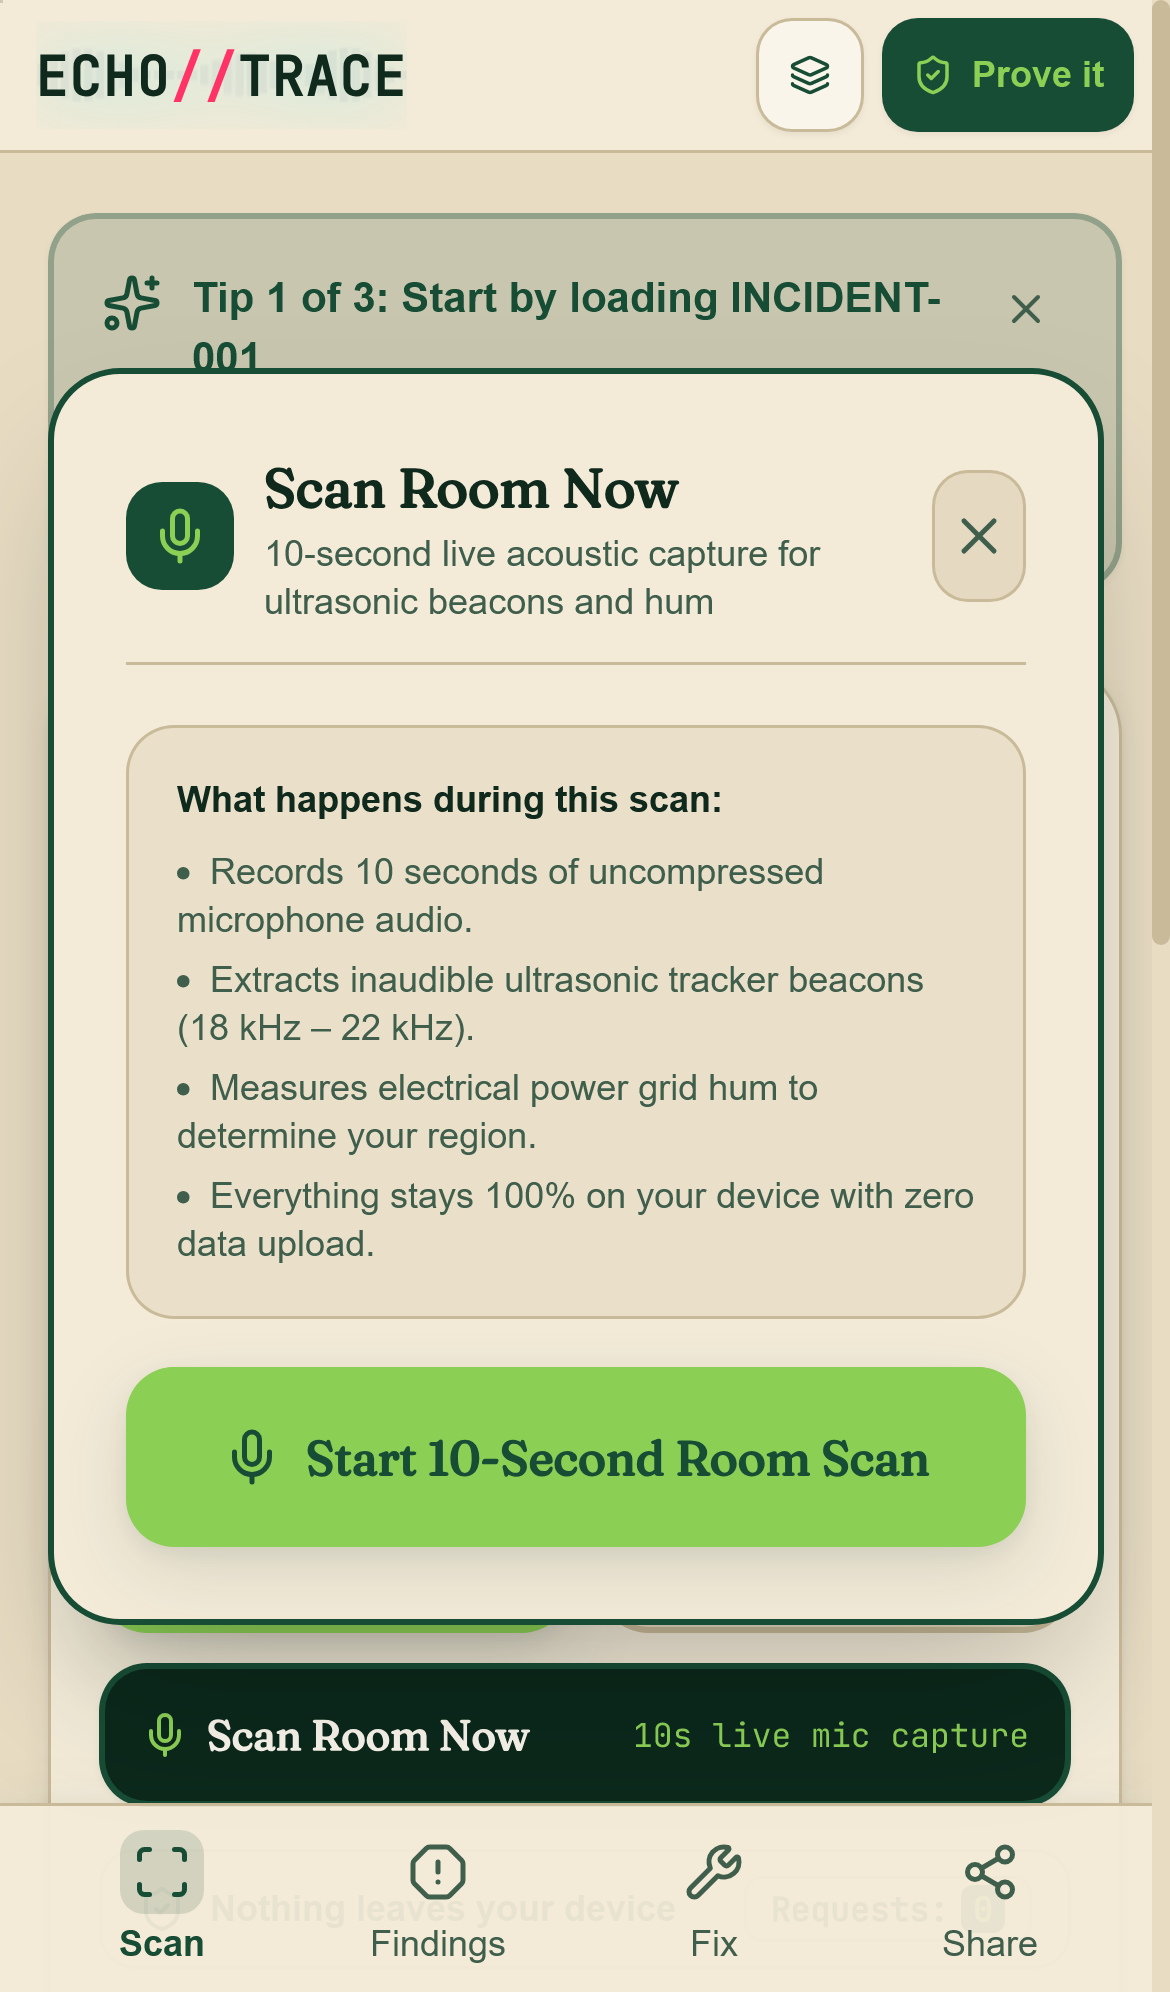 ECHO//TRACE
Prove it
Tip 1 of 3: Start by loading INCIDENT-
001
Scan Room Now
10-second live acoustic capture for
ultrasonic beacons and hum
What happens during this scan:
• Records 10 seconds of uncompressed
microphone audio.
• Extracts inaudible ultrasonic tracker beacons
(18 kHz – 22 kHz).
• Measures electrical power grid hum to
determine your region.
• Everything stays 100% on your device with zero
data upload.
Start 10-Second Room Scan
Scan Room Now 10s live mic capture
Nothing leaves your device Requests: 0
Scan Findings Fix Share